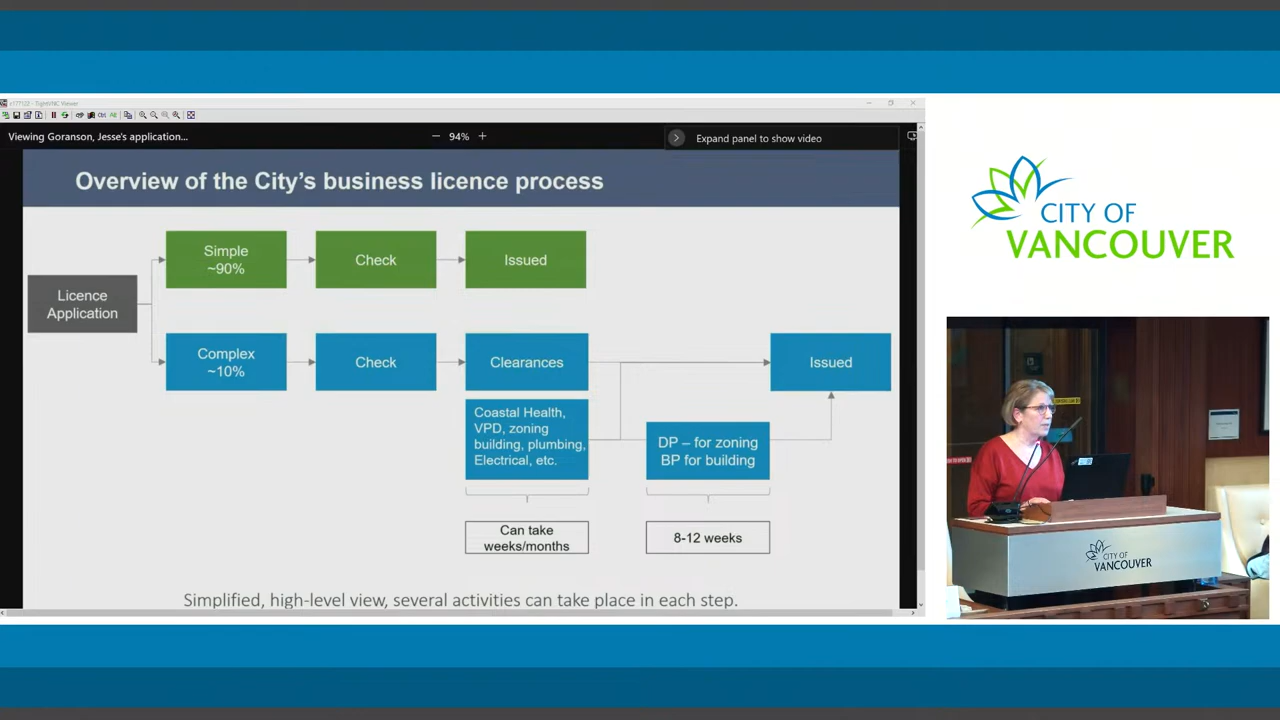 Viewing Goranson, Jesse's application...
94%
Expand panel to show video
Overview of the City's business licence process
Licence
Application
Simple
~90%
Check
Issued
Complex
~10%
Check
Clearances
Issued
Coastal Health,
VPD, zoning
building, plumbing,
Electrical, etc.
DP – for zoning
BP for building
Can take
weeks/months
8-12 weeks
Simplified, high-level view, several activities can take place in each step.
CITY OF
VANCOUVER
CITY OF
VANCOUVER